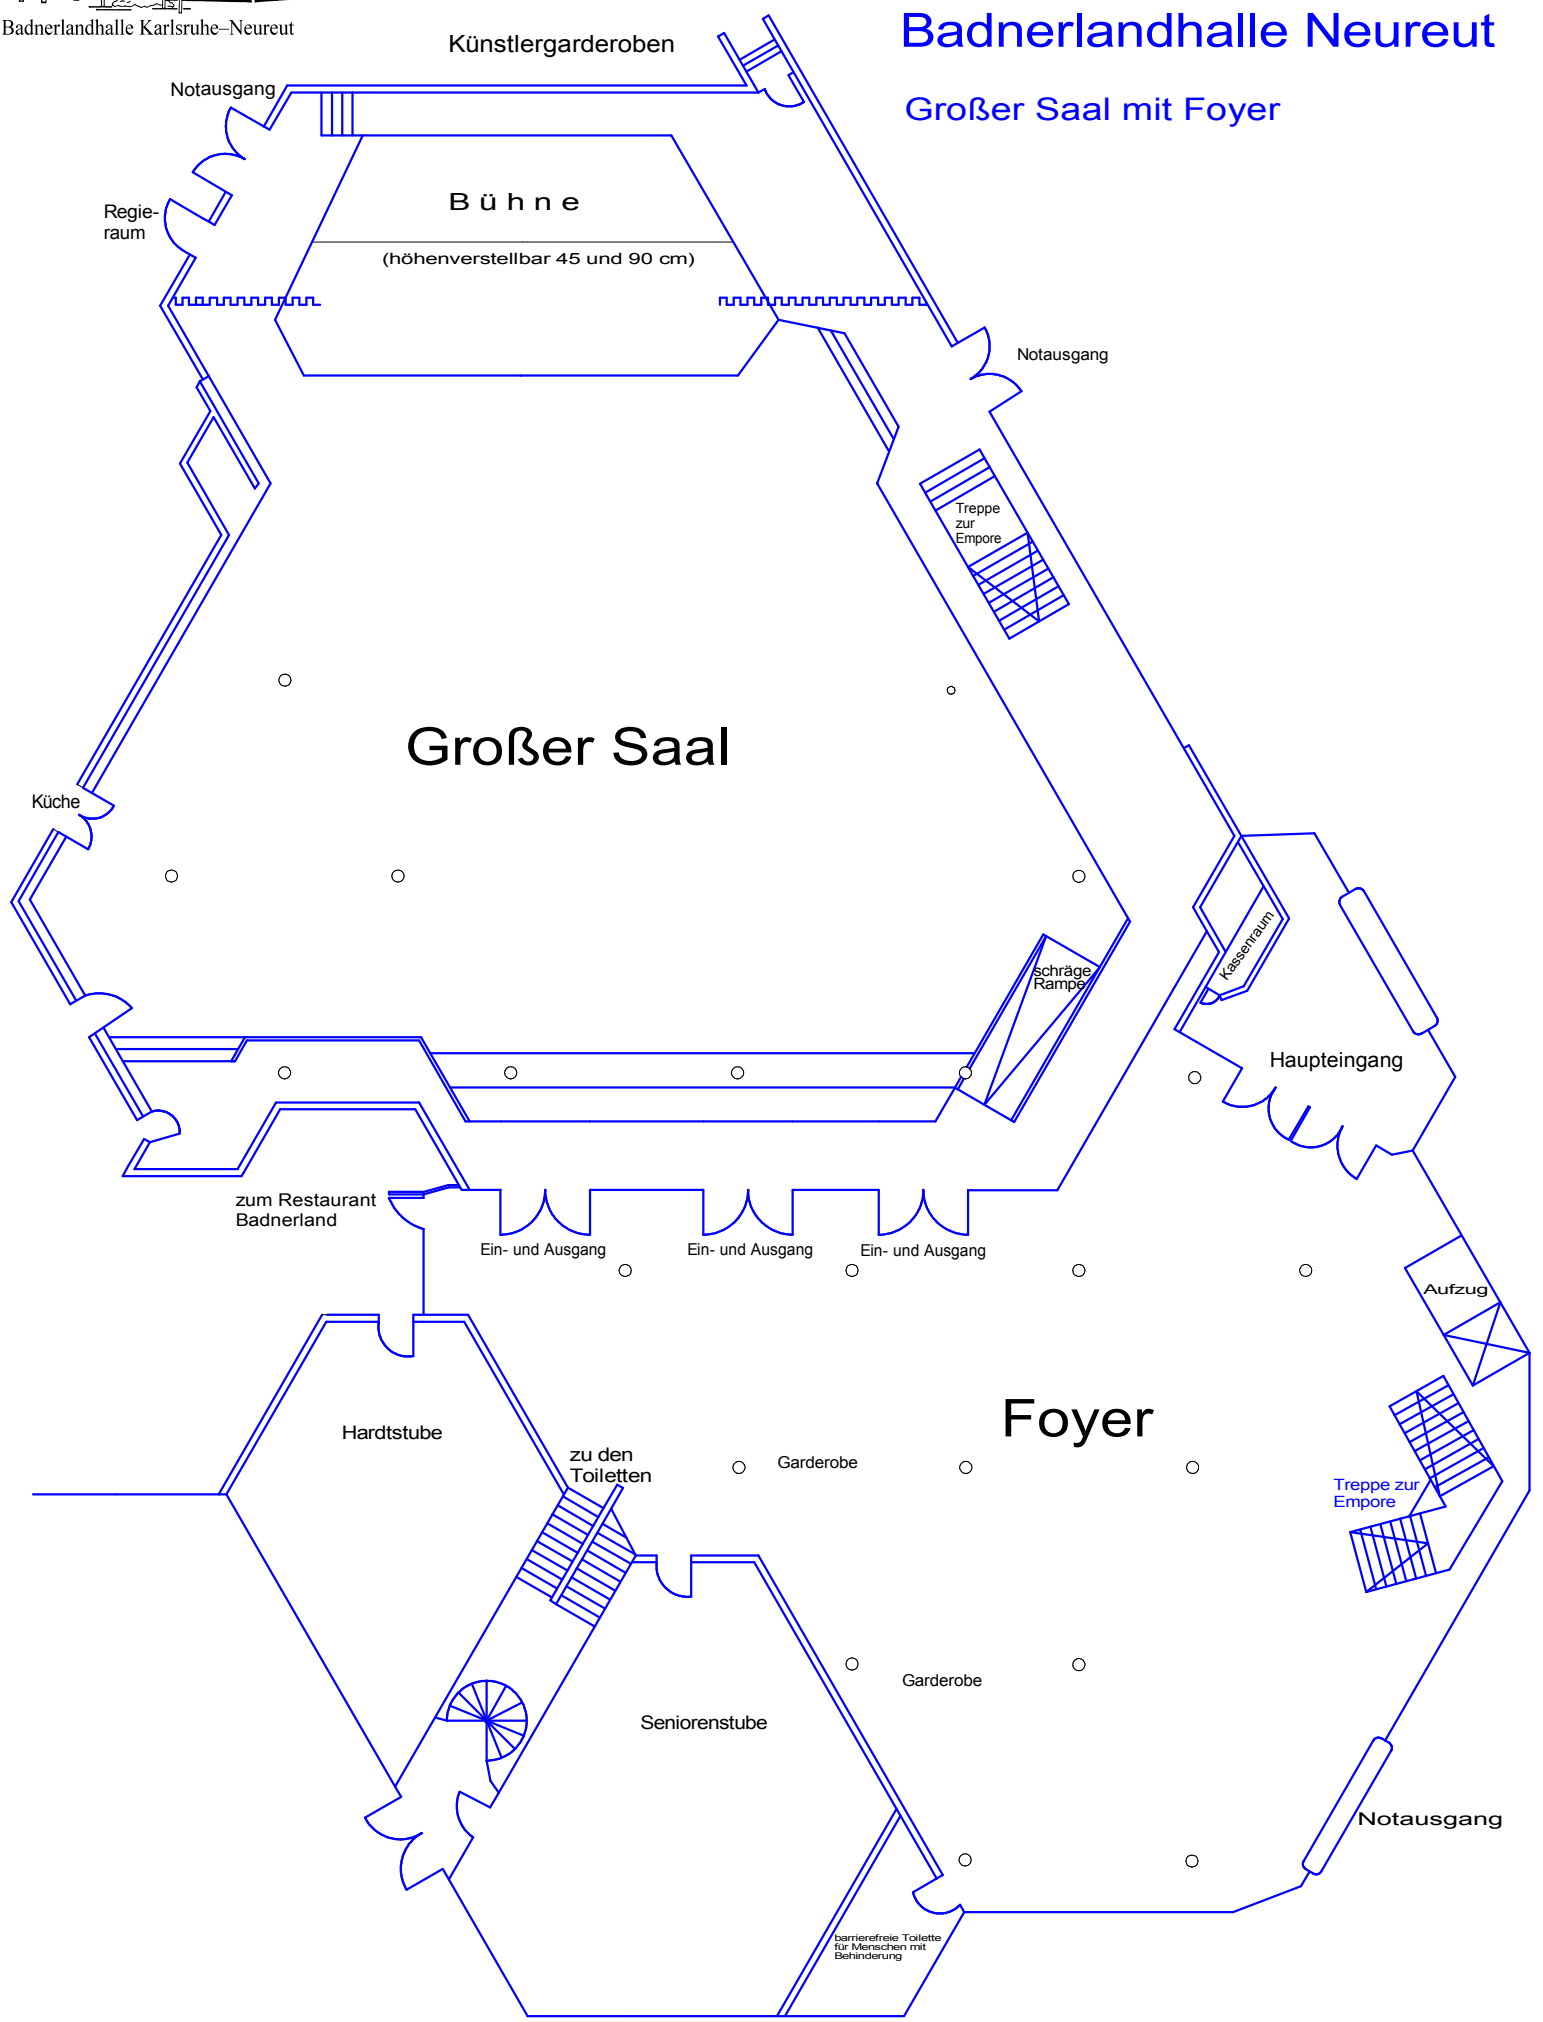 Badnerlandhalle Karlsruhe–Neureut
Badnerlandhalle Neureut
Großer Saal mit Foyer
Künstlergarderoben
Notausgang
Bühne
Regie-
raum
(höhenverstellbar 45 und 90 cm)
Notausgang
Treppe
zur
Empore
Großer Saal
Küche
Kassenraum
schräge
Rampe
Haupteingang
zum Restaurant
Badnerland
Ein- und Ausgang
Ein- und Ausgang
Ein- und Ausgang
Aufzug
Foyer
Hardtstube
zu den
Toiletten
Garderobe
Treppe zur
Empore
Garderobe
Seniorenstube
Notausgang
barrierefreie Toilette
für Menschen mit
Behinderung